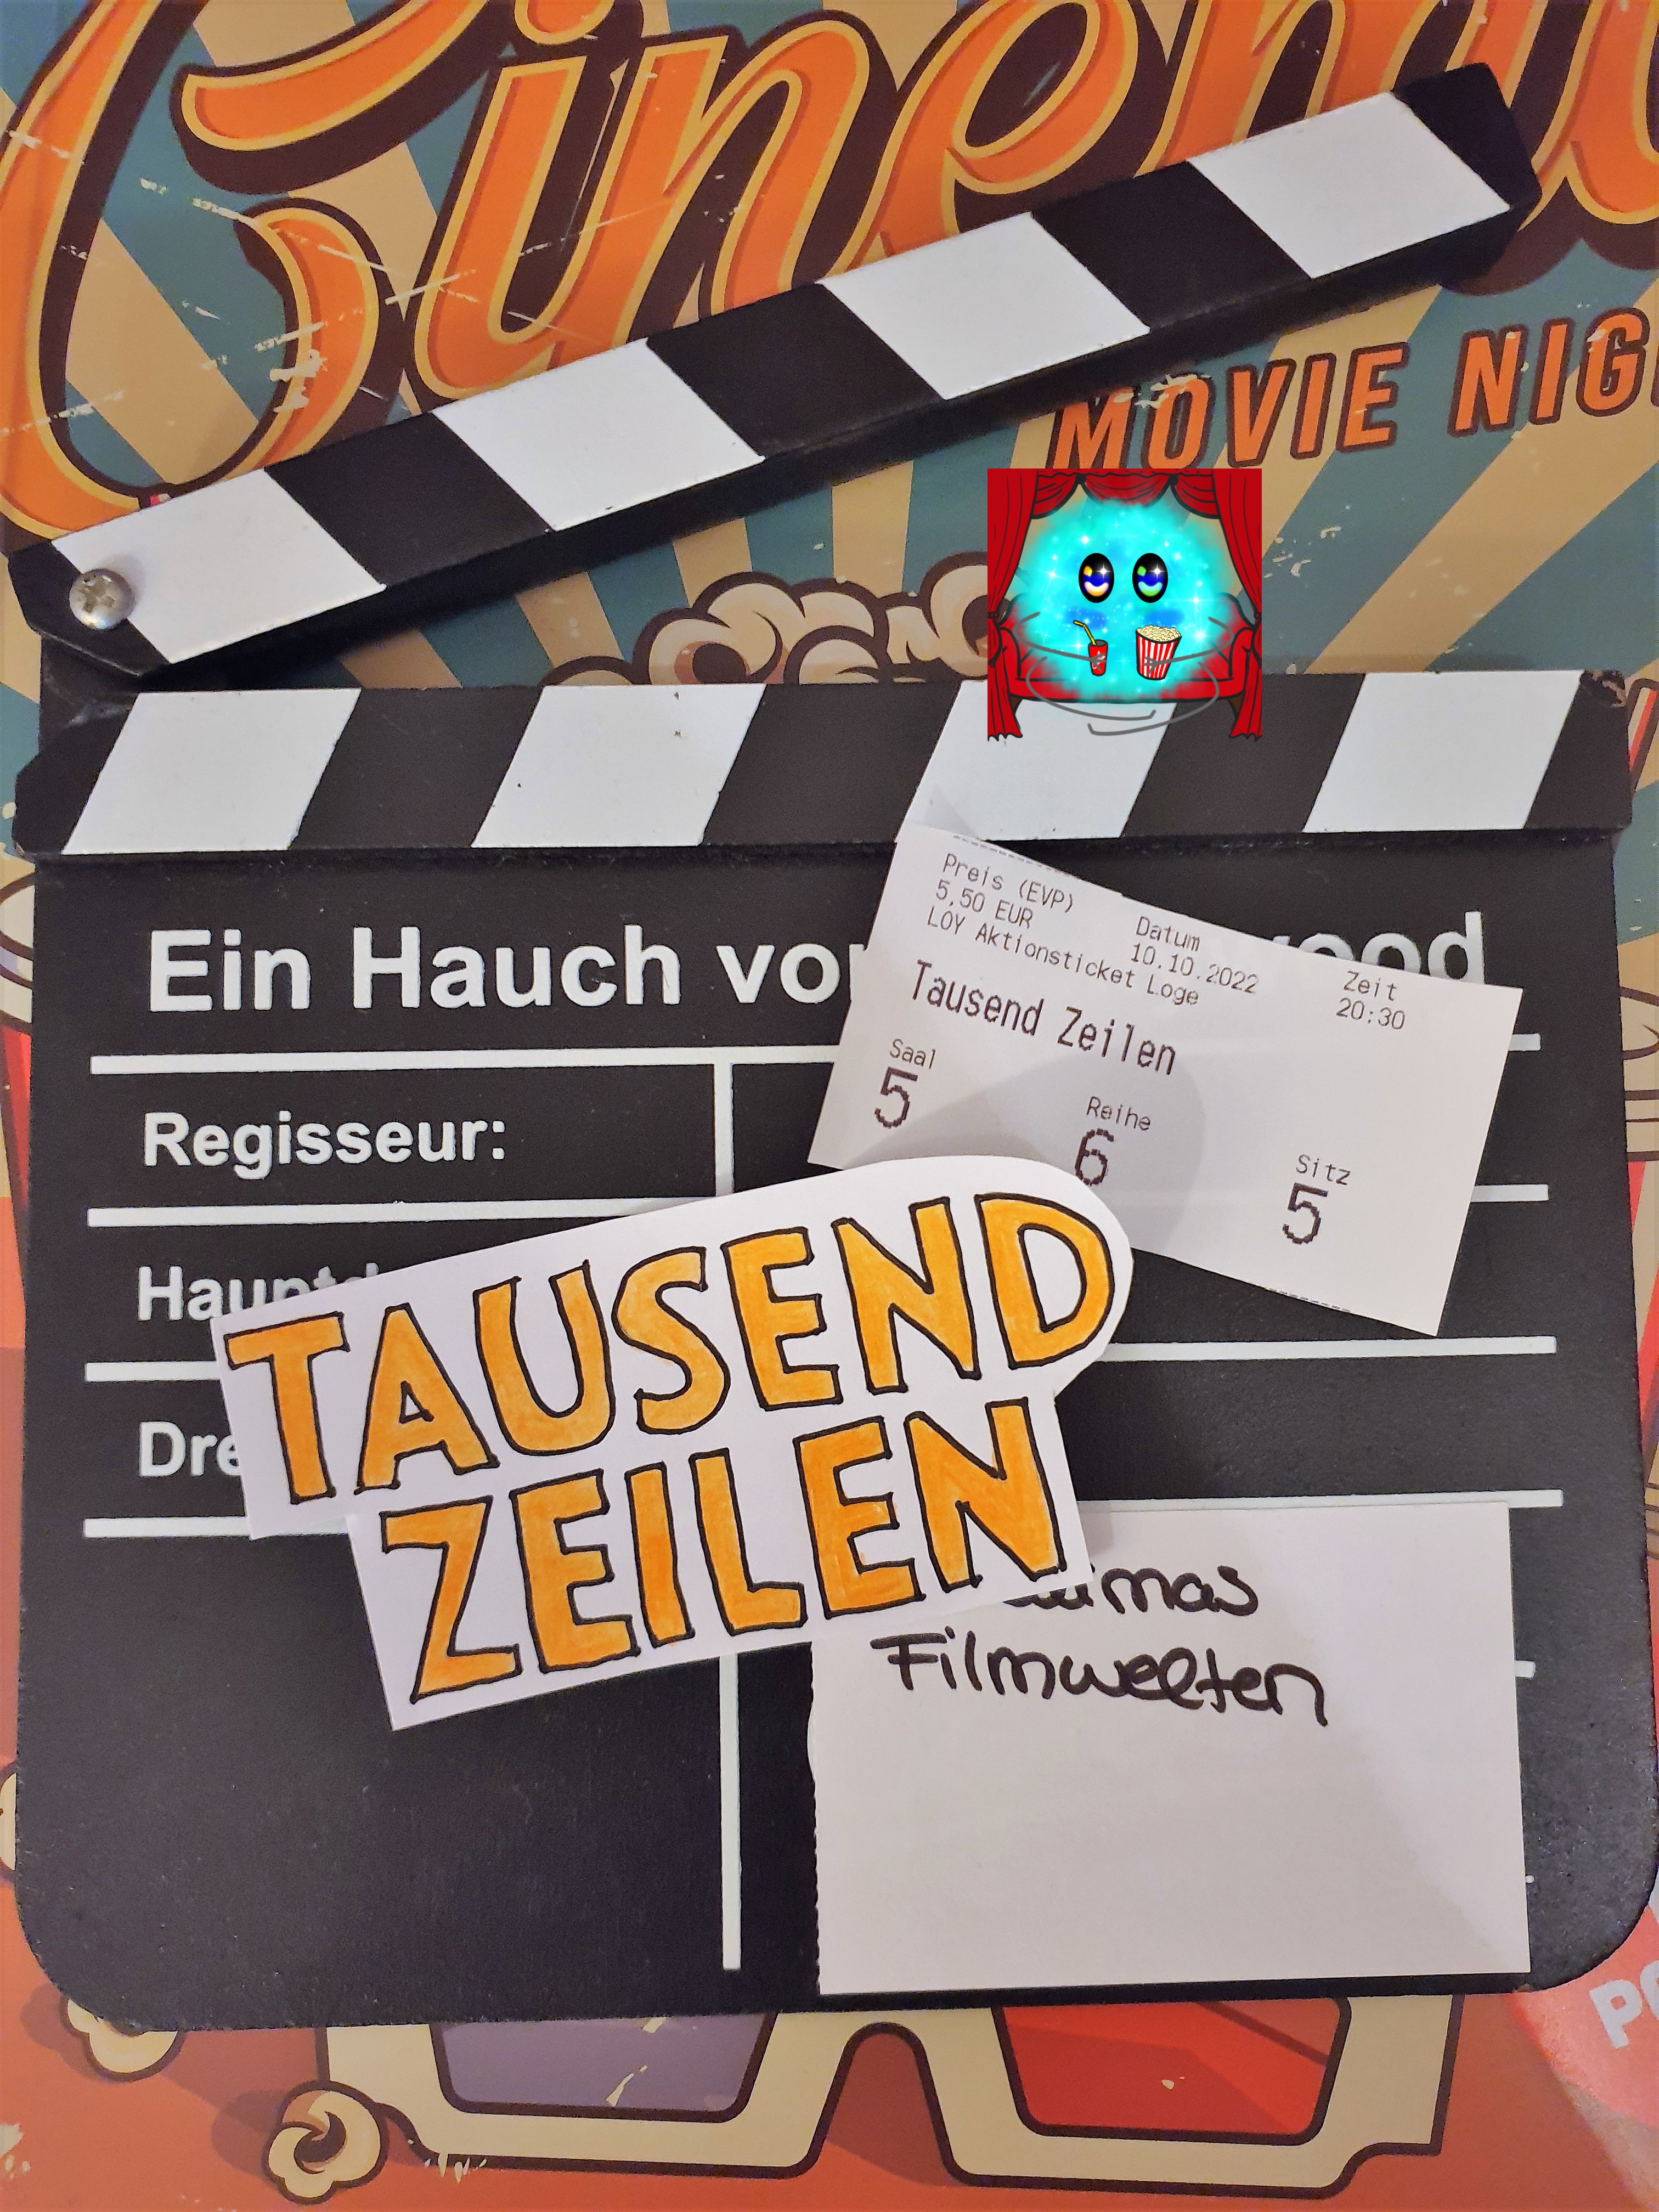 Cinema
MOVIE NIG
Preis (EVP)
5,50 EUR
LOY Aktionsticket Loge
Datum
10.10.2022
Zeit
20:30
Tausend Zeilen
Saal
5
Reihe
6
Sitz
5
Ein Hauch vo ood
Regisseur:
Haupt
Dre
TAUSEND
ZEILEN
mas
Filmwelten